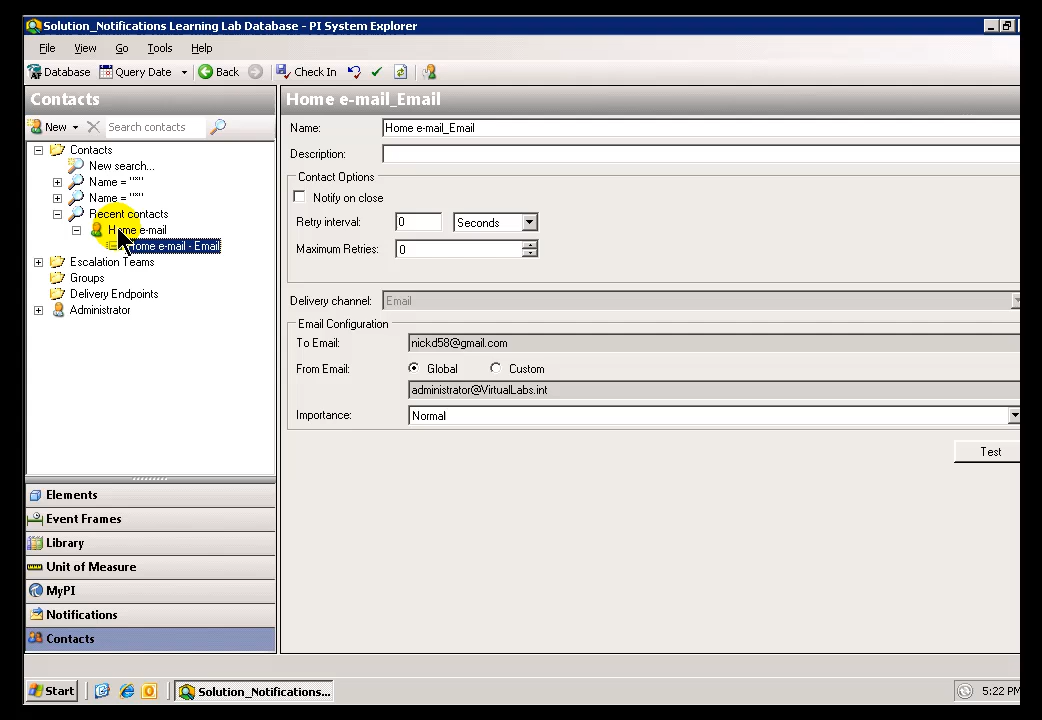 Solution_Notifications Learning Lab Database - PI System Explorer
File View Go Tools Help
Database Query Date Back Check In
Contacts
New Search contacts
Contacts
New search...
Name = "*"
Name = "*"
Recent contacts
Home e-mail
Home e-mail - Email
Escalation Teams
Groups
Delivery Endpoints
Administrator
Elements
Event Frames
Library
Unit of Measure
MyPI
Notifications
Contacts
Home e-mail_Email
Name: Home e-mail_Email
Description:
Contact Options
Notify on close
Retry interval: 0 Seconds
Maximum Retries: 0
Delivery channel: Email
Email Configuration
To Email: nickd58@gmail.com
From Email: Global Custom
administrator@VirtualLabs.int
Importance: Normal
Test
Start Solution_Notifications... 5:22 PM